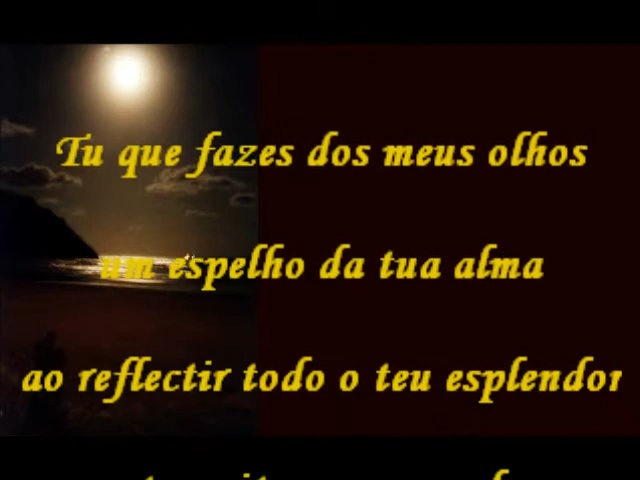 Tu que fazes dos meus olhos
um espelho da tua alma
ao reflectir todo o teu esplendor